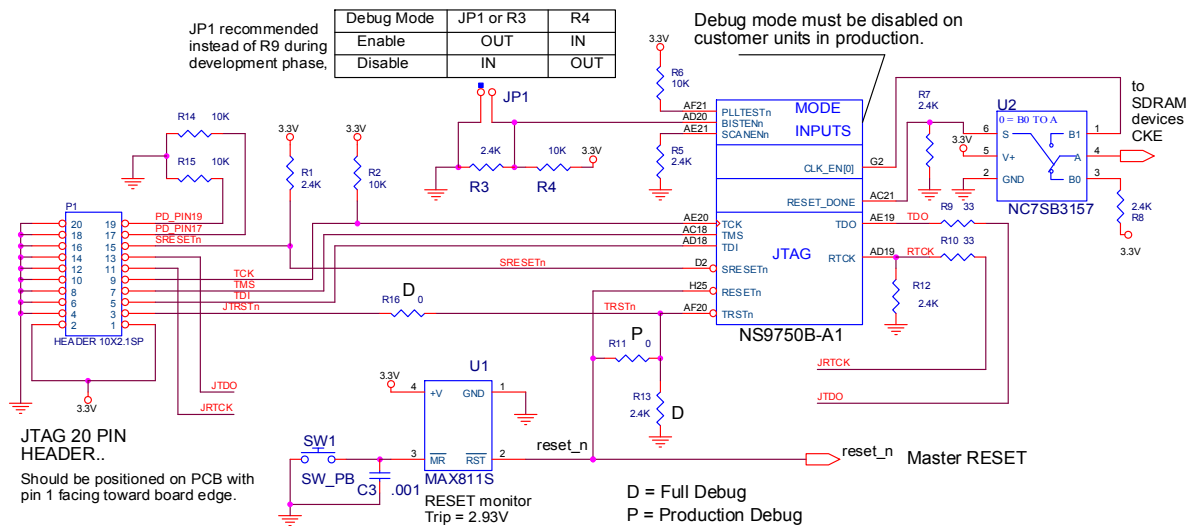 JP1 recommended
instead of R9 during
development phase,
Debug Mode JP1 or R3 R4
Enable OUT IN
Disable IN OUT
Debug mode must be disabled on
customer units in production.
JP1
2.4K
R3
10K
R4
3.3V
R14 10K
R15 10K
3.3V
R1
2.4K
3.3V
R2
10K
3.3V
R6
10K
R5
2.4K
AF21
AD20
AE21
PLLTESTn
BISTENn
SCANENn
MODE
INPUTS
CLK_EN[0]
G2
RESET_DONE
AC21
R7
2.4K
U2
0 = B0 TO A
6 S
5 V+
2 GND
B1 1
A 4
B0 3
NC7SB3157
3.3V
2.4K
R8
3.3V
to
SDRAM
devices
CKE
P1
20 19
18 17
16 15
14 13
12 11
10 9
8 7
6 5
4 3
2 1
HEADER 10X2.1SP
3.3V
PD_PIN19
PD_PIN17
SRESETn
TCK
TMS
TDI
JTRSTn
JTDO
JRTCK
R16 0
D
SRESETn
TRSTn
AE20
AC18
AD18
D2
H25
AF20
TCK
TMS
TDI
SRESETn
RESETn
TRSTn
JTAG
TDO
RTCK
AE19
AD19
TDO
RTCK
R9 33
R10 33
R12
2.4K
NS9750B-A1
JRTCK
JTDO
P
R11 0
R13
2.4K
D
U1
3.3V
4 +V
GND 1
3 MR
RST 2
MAX811S
RESET monitor
Trip = 2.93V
SW1
SW_PB
C3 .001
reset_n
reset_n
Master RESET
JTAG 20 PIN
HEADER..
Should be positioned on PCB with
pin 1 facing toward board edge.
D = Full Debug
P = Production Debug